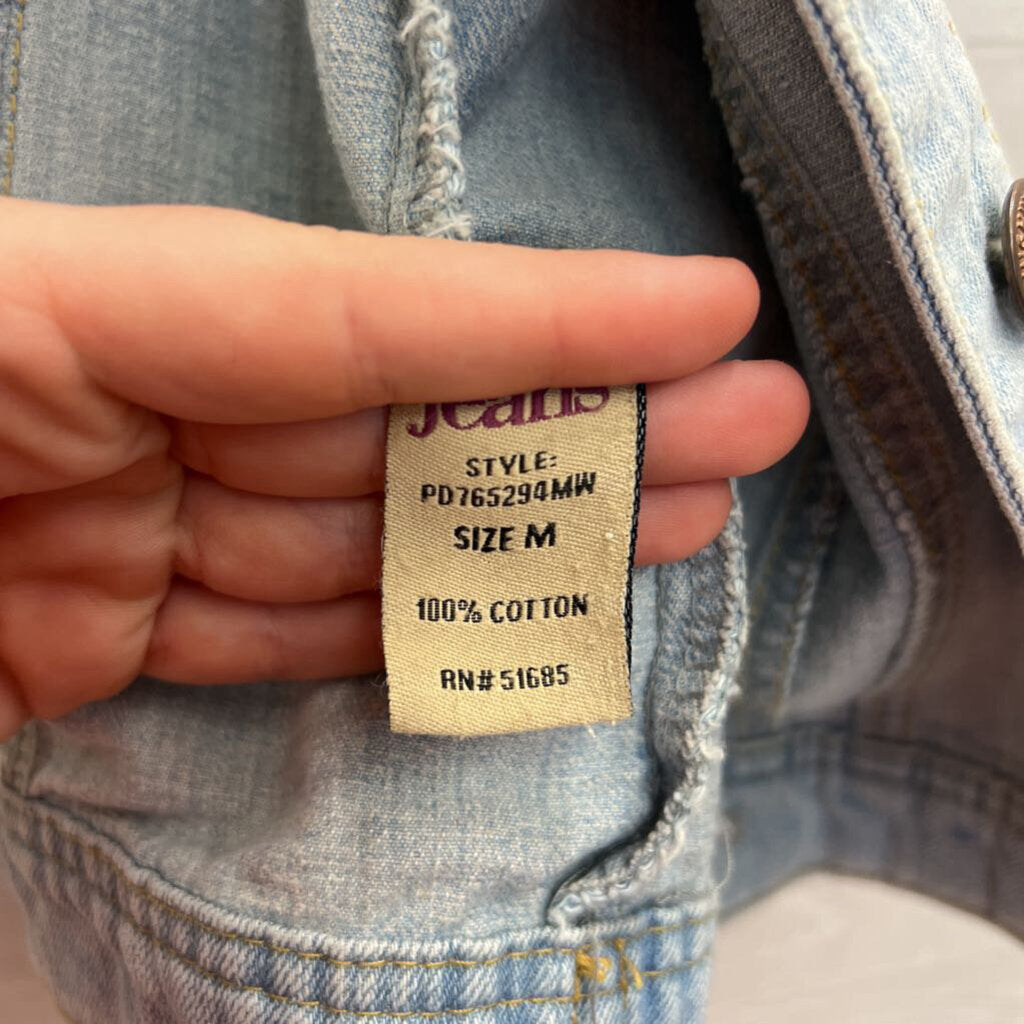 Jeans
STYLE:
PD765294MW
SIZE M
100% COTTON
RN# 51685